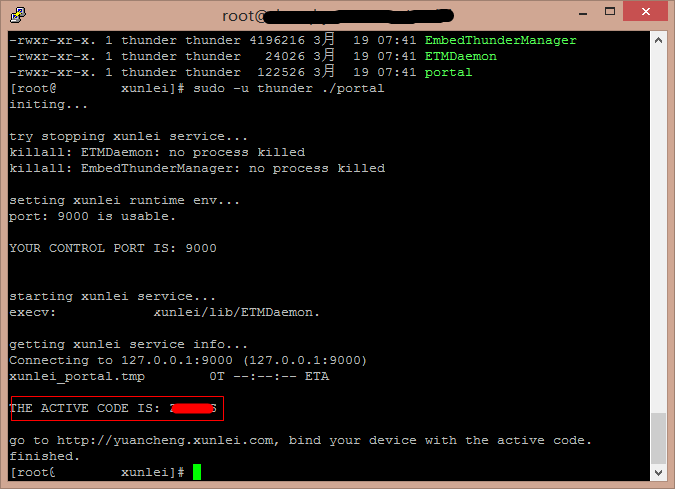 root@
-rwxr-xr-x. 1 thunder thunder 4196216 3月  19 07:41 EmbedThunderManager
-rwxr-xr-x. 1 thunder thunder   24026 3月  19 07:41 ETMDaemon
-rwxr-xr-x. 1 thunder thunder  122526 3月  19 07:41 portal
[root@        xunlei]# sudo -u thunder ./portal
initing...
try stopping xunlei service...
killall: ETMDaemon: no process killed
killall: EmbedThunderManager: no process killed
setting xunlei runtime env...
port: 9000 is usable.
YOUR CONTROL PORT IS: 9000
starting xunlei service...
execv:            xunlei/lib/ETMDaemon.
getting xunlei service info...
Connecting to 127.0.0.1:9000 (127.0.0.1:9000)
xunlei_portal.tmp        0T --:--:-- ETA
THE ACTIVE CODE IS:
go to http://yuancheng.xunlei.com, bind your device with the active code.
finished.
[root@        xunlei]#